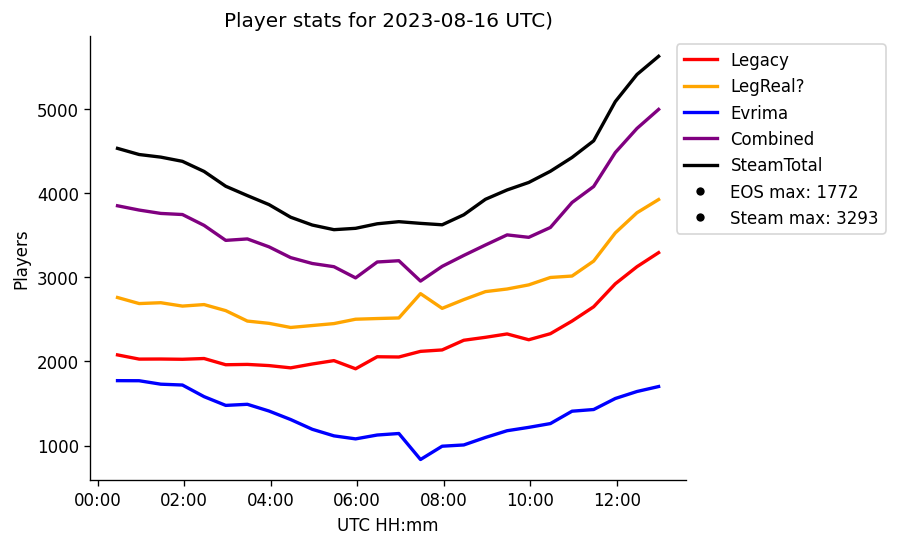 Player stats for 2023-08-16 UTC)
Legacy
LegReal?
Evrima
Combined
SteamTotal
EOS max: 1772
Steam max: 3293
Players
5000
4000
3000
2000
1000
00:00 02:00 04:00 06:00 08:00 10:00 12:00
UTC HH:mm